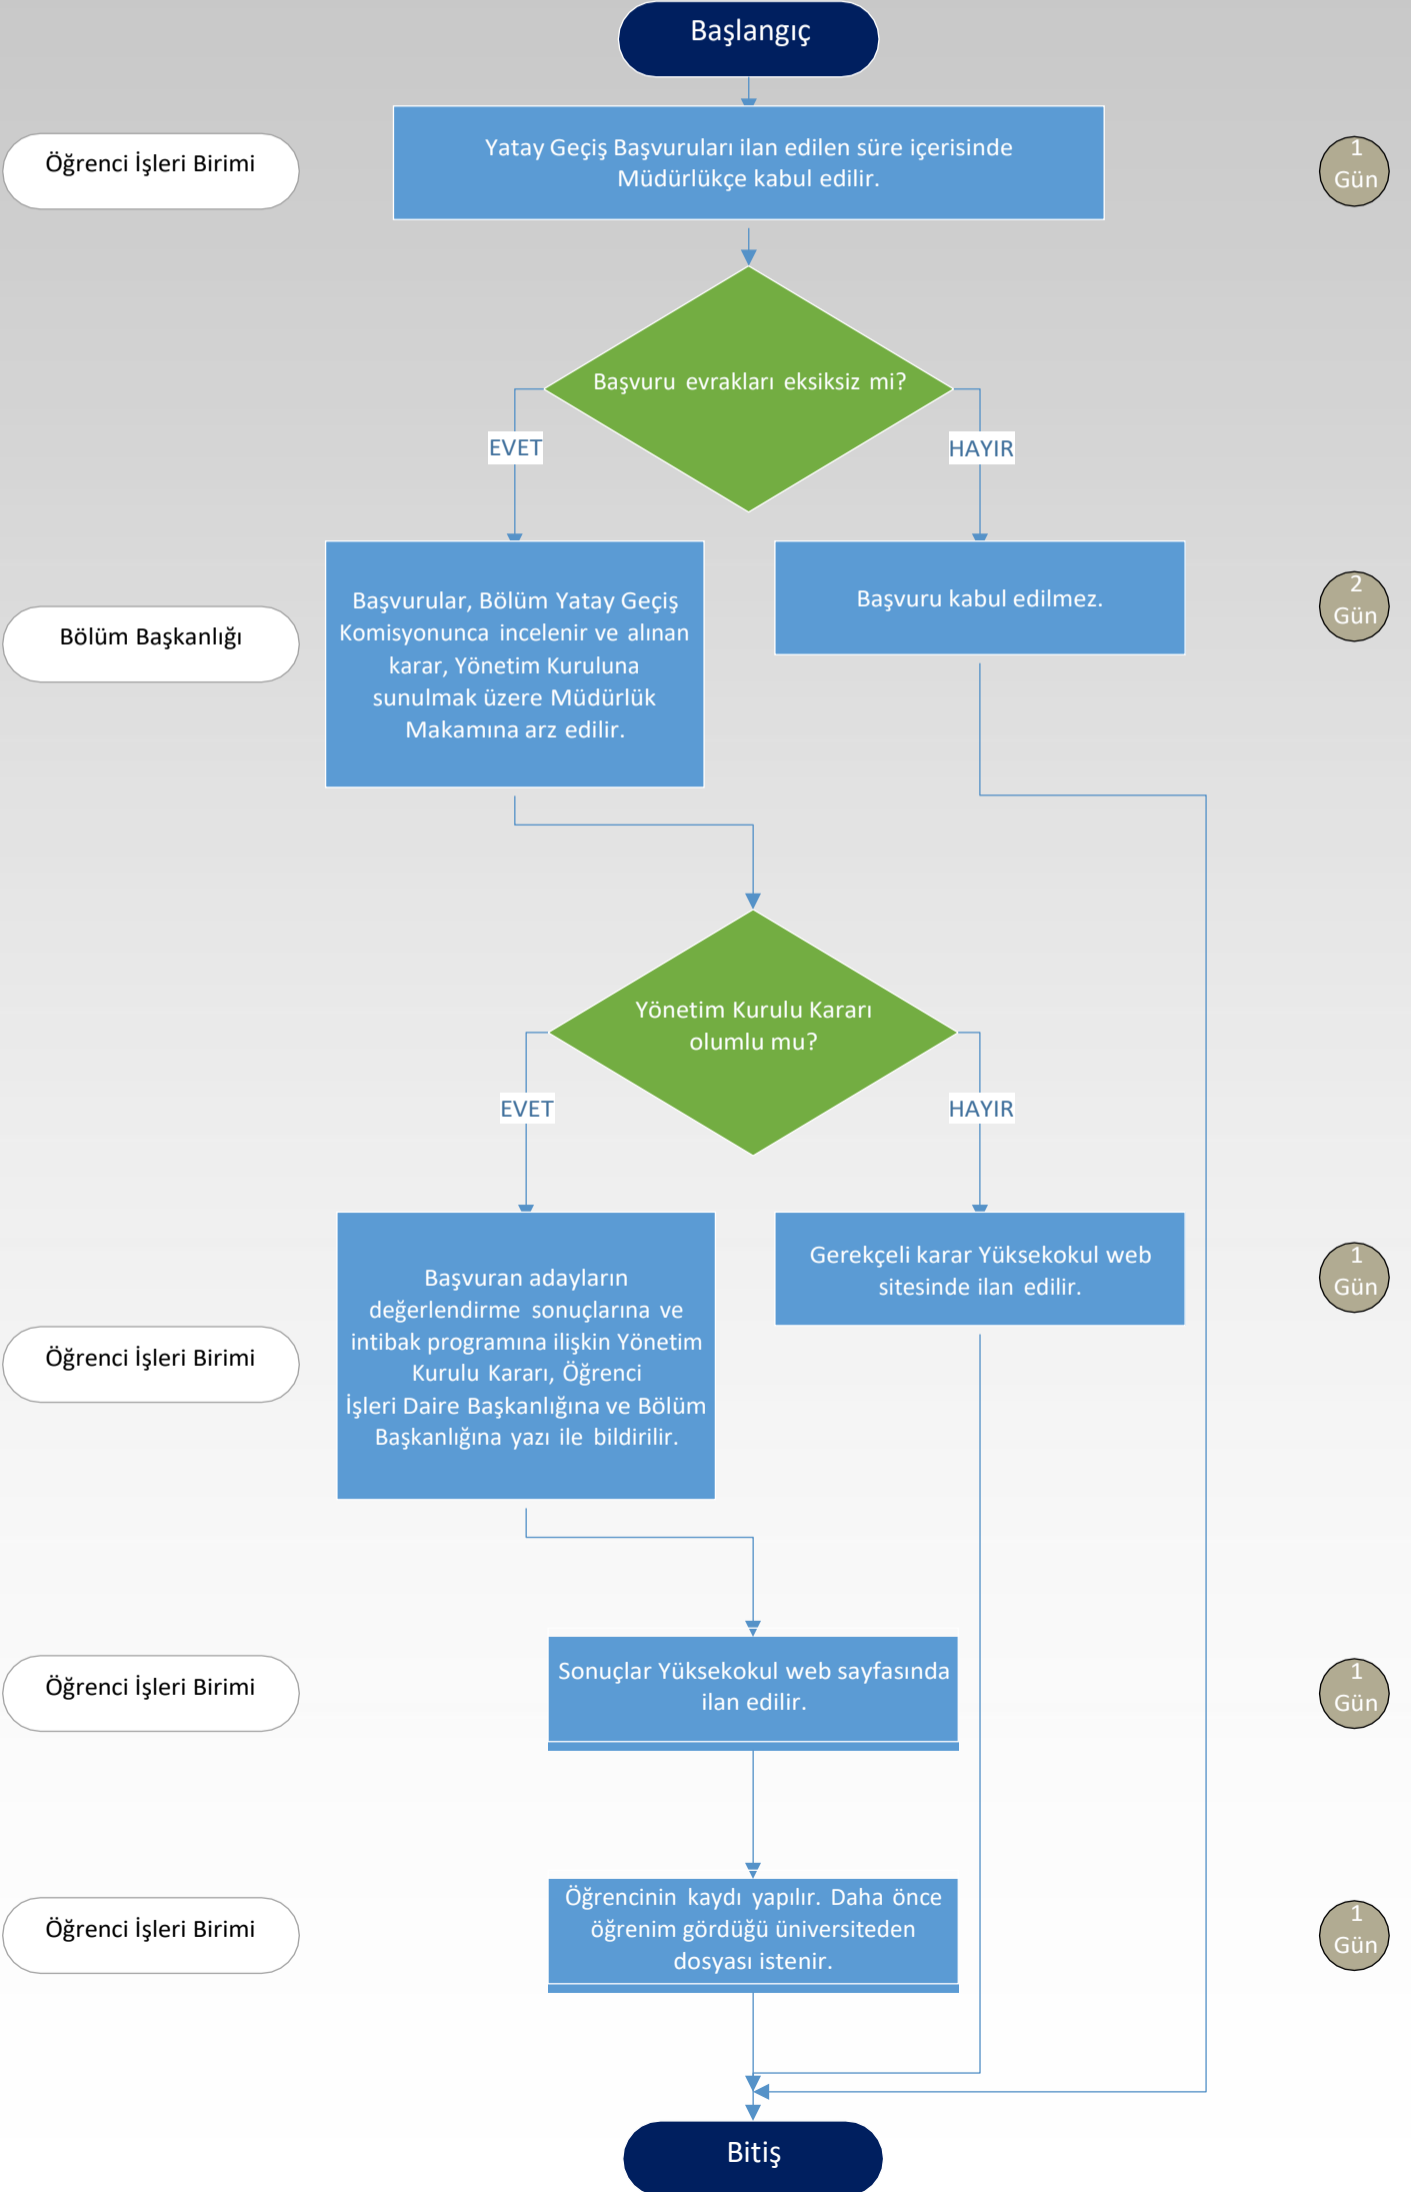 Başlangıç
Öğrenci İşleri Birimi
Yatay Geçiş Başvuruları ilan edilen süre içerisinde
Müdürlükçe kabul edilir.
1
Gün
Başvuru evrakları eksiksiz mi?
EVET
HAYIR
Bölüm Başkanlığı
Başvurular, Bölüm Yatay Geçiş
Komisyonunca incelenir ve alınan
karar, Yönetim Kuruluna
sunulmak üzere Müdürlük
Makamına arz edilir.
Başvuru kabul edilmez.
2
Gün
Yönetim Kurulu Kararı
olumlu mu?
EVET
HAYIR
Öğrenci İşleri Birimi
Başvuran adayların
değerlendirme sonuçlarına ve
intibak programına ilişkin Yönetim
Kurulu Kararı, Öğrenci
İşleri Daire Başkanlığına ve Bölüm
Başkanlığına yazı ile bildirilir.
Gerekçeli karar Yüksekokul web
sitesinde ilan edilir.
1
Gün
Öğrenci İşleri Birimi
Sonuçlar Yüksekokul web sayfasında
ilan edilir.
1
Gün
Öğrenci İşleri Birimi
Öğrencinin kaydı yapılır. Daha önce
öğrenim gördüğü üniversiteden
dosyası istenir.
1
Gün
Bitiş